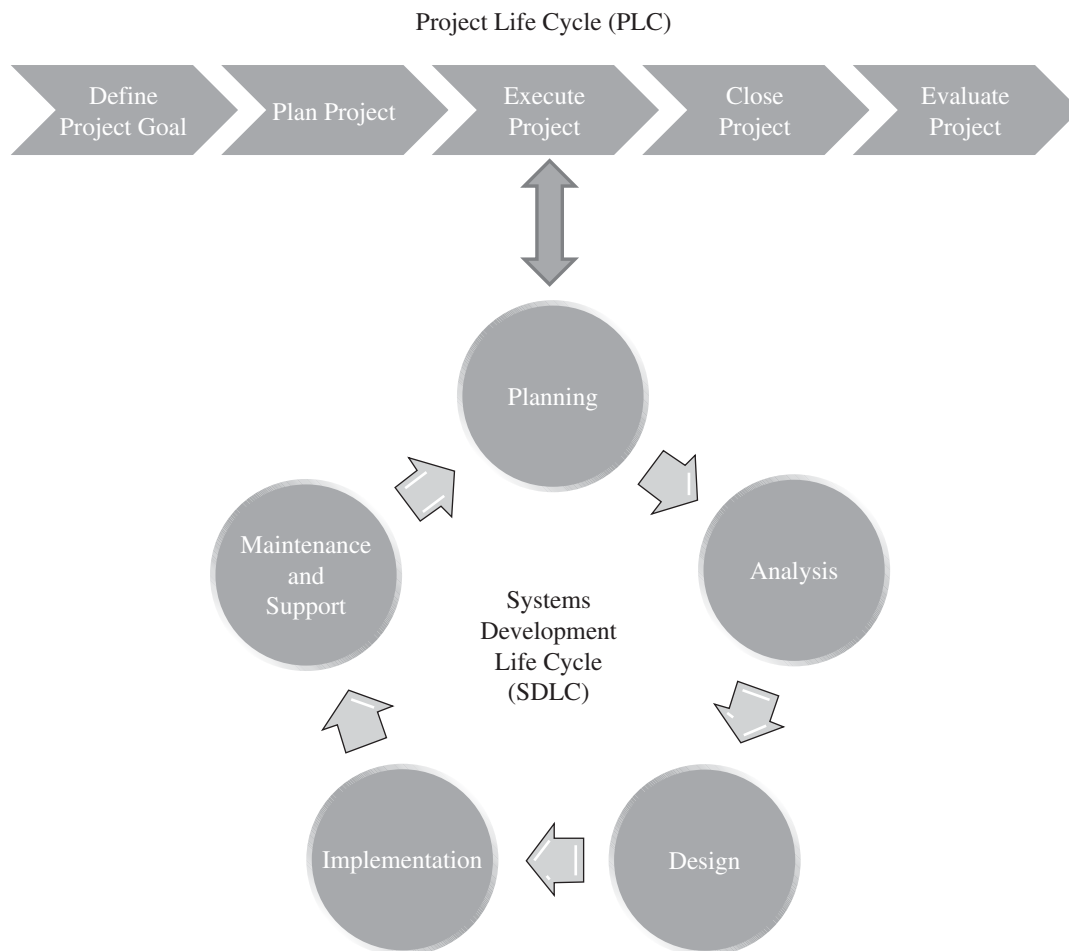 Project Life Cycle (PLC)
Define
Project Goal
Plan Project
Execute
Project
Close
Project
Evaluate
Project
Planning
Analysis
Design
Implementation
Maintenance
and
Support
Systems
Development
Life Cycle
(SDLC)